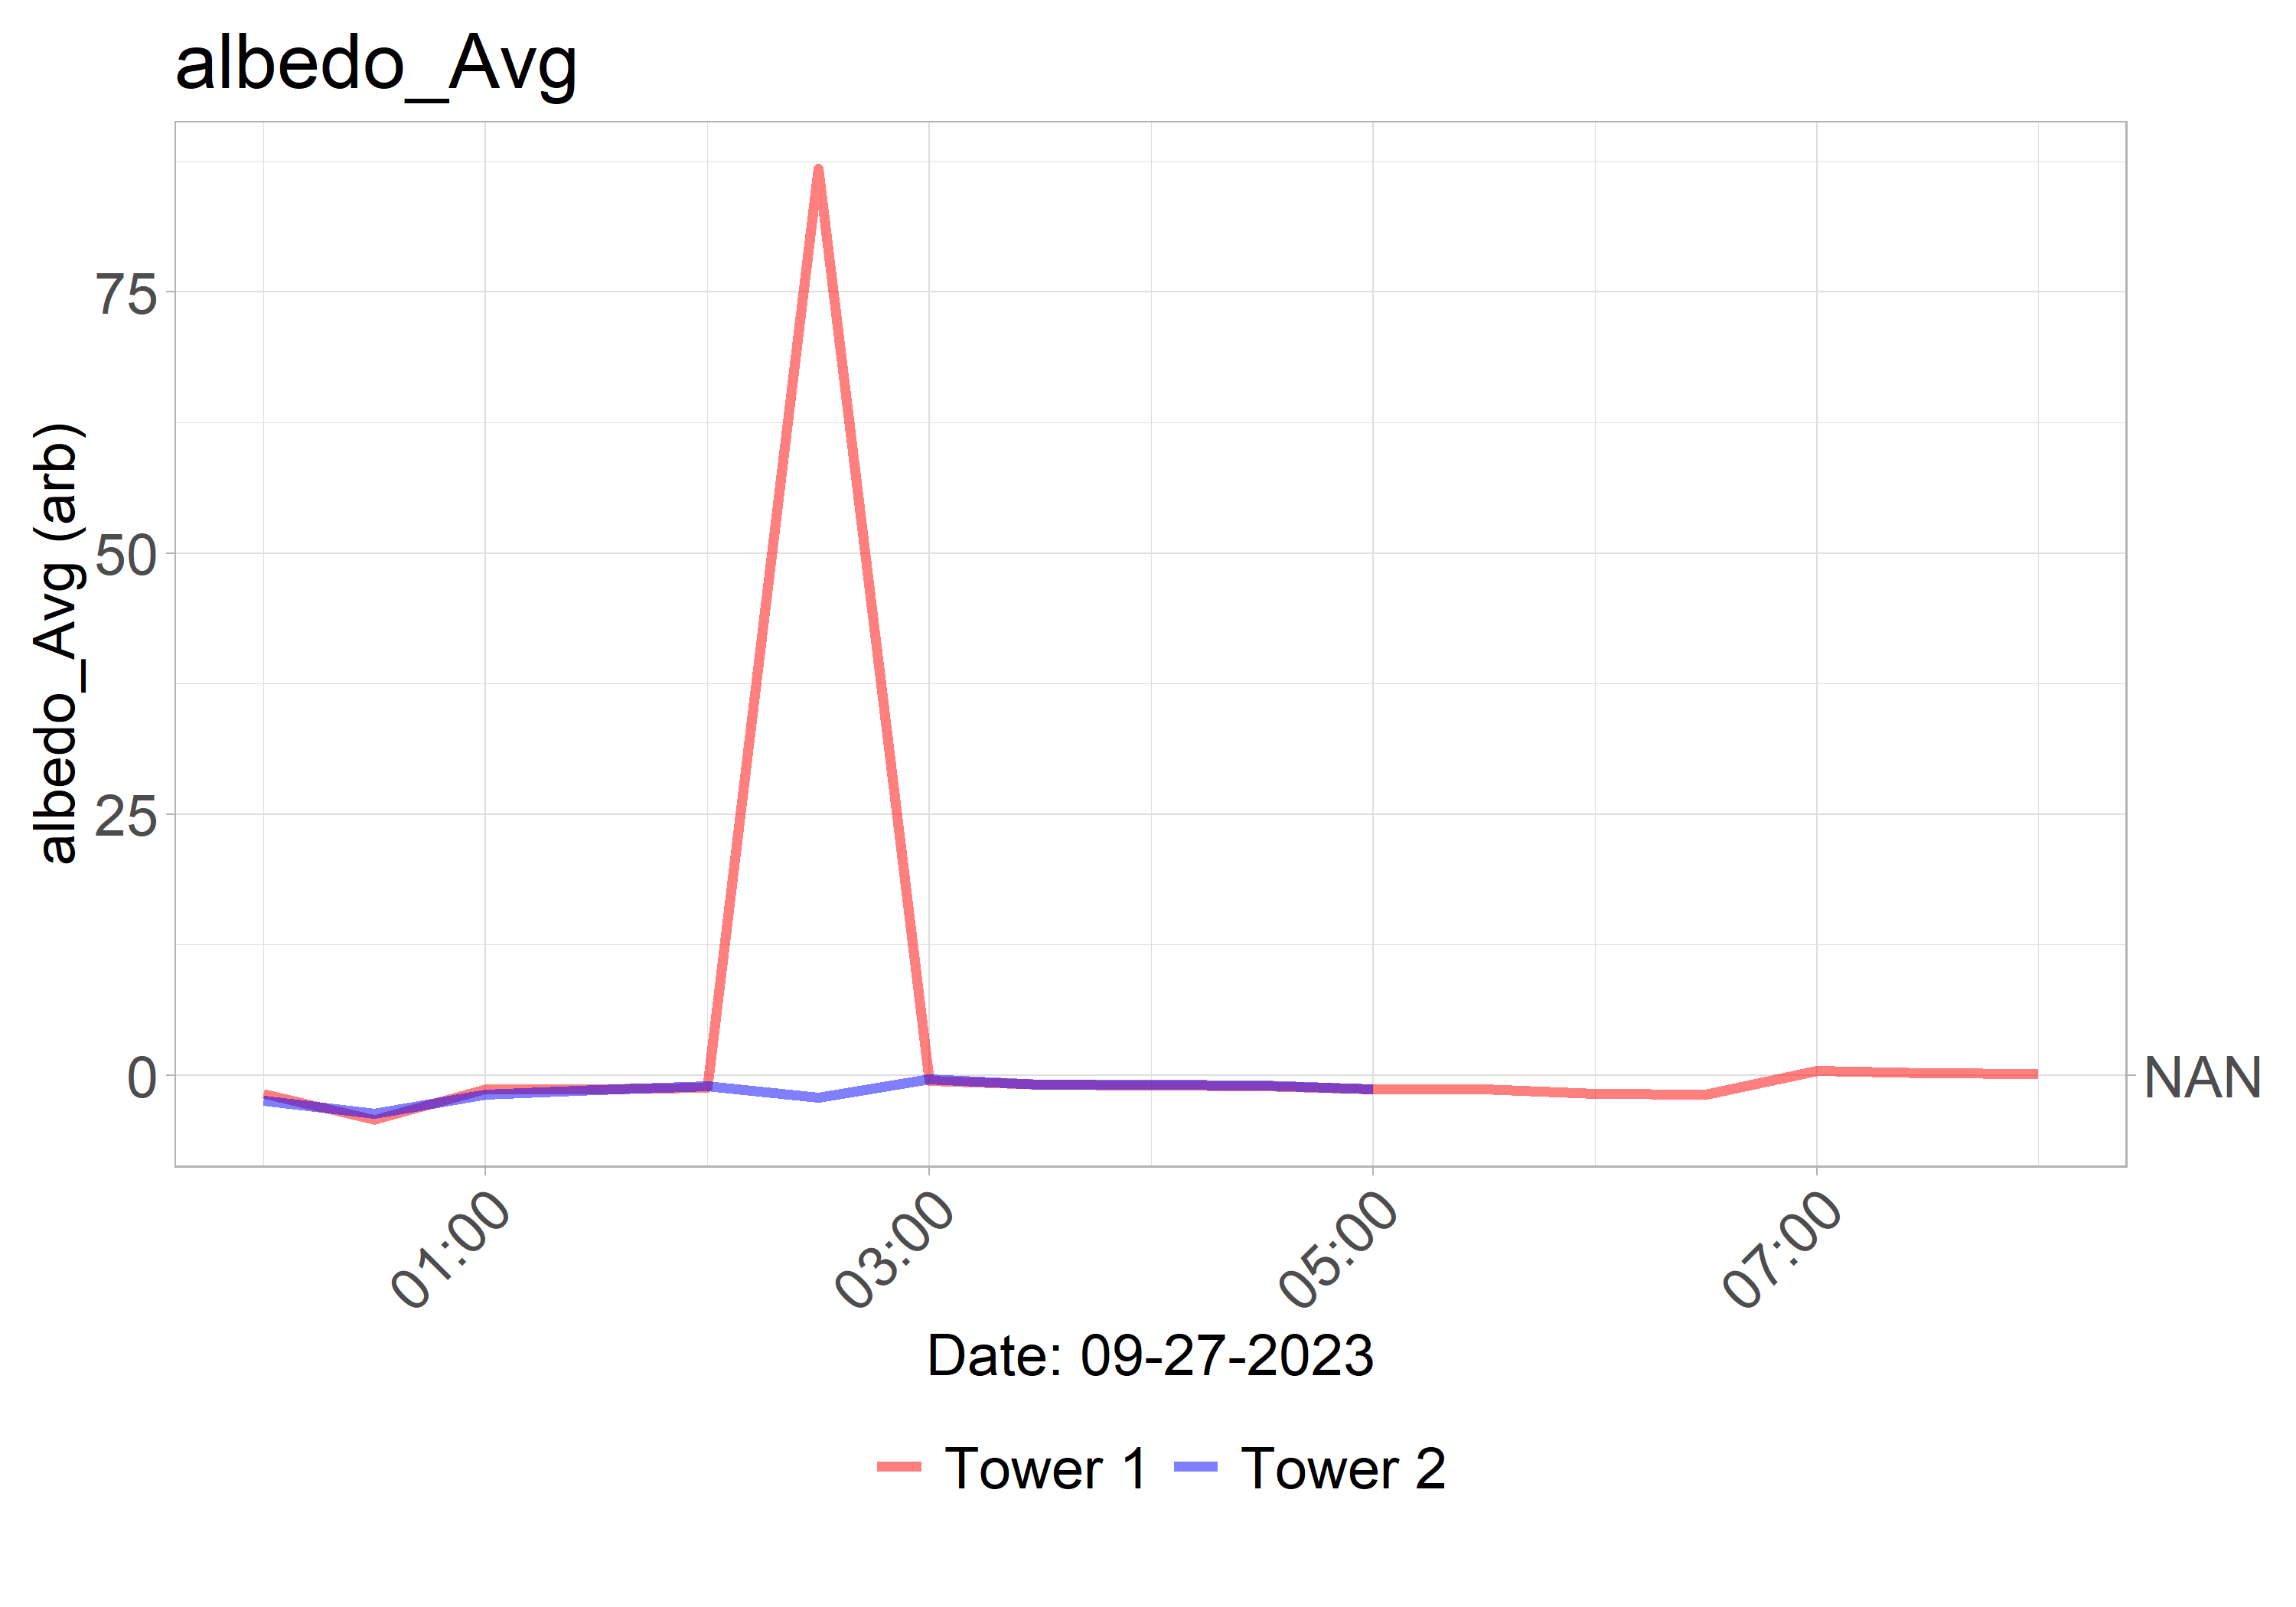 albedo_Avg
albedo_Avg (arb)
75
50
25
0
NAN
01:00
03:00
05:00
07:00
Date: 09-27-2023
Tower 1
Tower 2